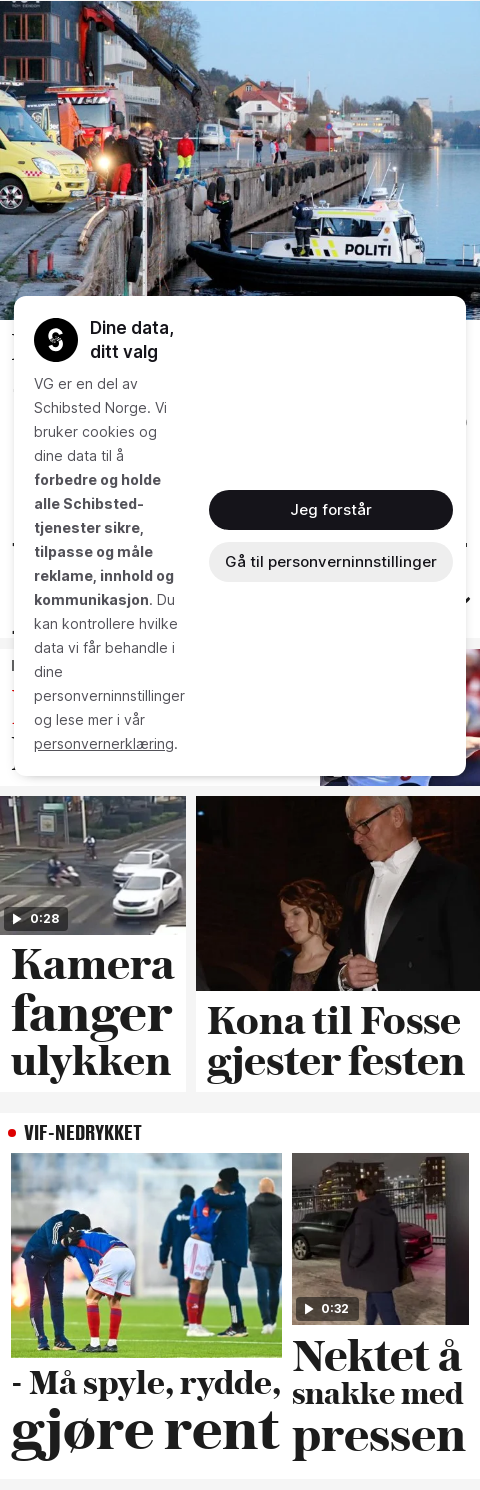 POLITI
Dine data,
ditt valg
VG er en del av
Schibsted Norge. Vi
bruker cookies og
dine data til å
forbedre og holde
alle Schibsted-
tjenester sikre,
tilpasse og måle
reklame, innhold og
kommunikasjon. Du
kan kontrollere hvilke
data vi får behandle i
dine
personverninnstillinger
og lese mer i vår
personvernerklæring.
Jeg forstår
Gå til personverninnstillinger
0:28
Kamera
fanger
ulykken
Kona til Fosse
gjester festen
VIF-NEDRYKKET
- Må spyle, rydde,
gjøre rent
0:32
Nektet å
snakke med
pressen